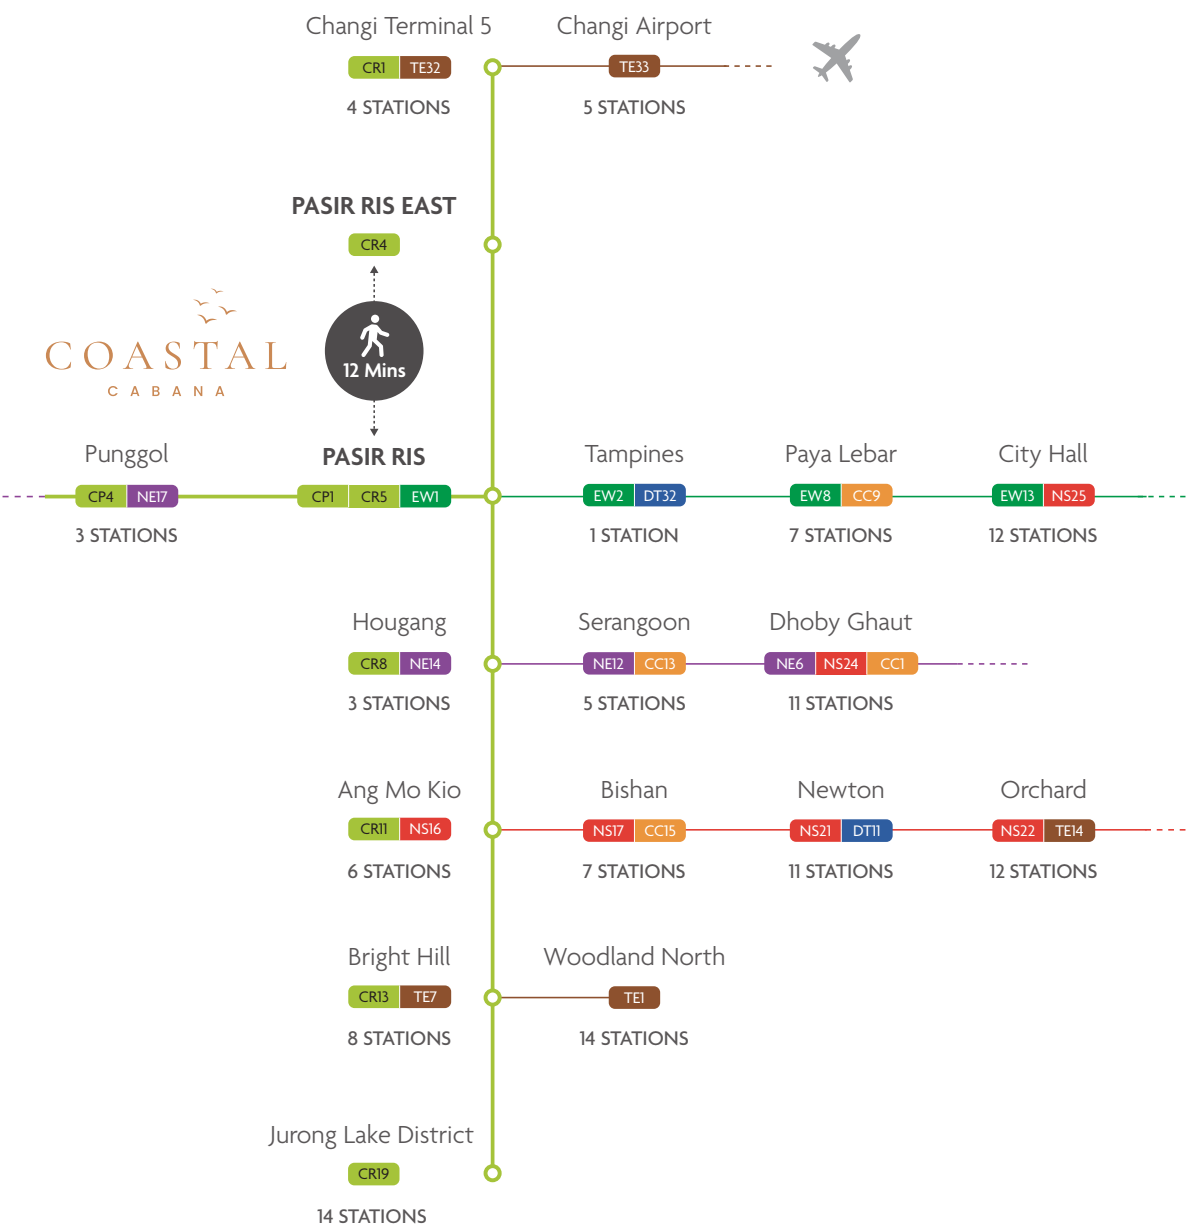 Changi Terminal 5
Changi Airport
CR1 TE32
TE33
4 STATIONS
5 STATIONS
PASIR RIS EAST
CR4
12 Mins
COASTAL
CABANA
Punggol
PASIR RIS
Tampines
Paya Lebar
City Hall
CP4 NE17
CP1 CR5 EW1
EW2 DT32
EW8 CC9
EW13 NS25
3 STATIONS
1 STATION
7 STATIONS
12 STATIONS
Hougang
Serangoon
Dhoby Ghaut
CR8 NE14
NE12 CC13
NE6 NS24 CC1
3 STATIONS
5 STATIONS
11 STATIONS
Ang Mo Kio
Bishan
Newton
Orchard
CR11 NS16
NS17 CC15
NS21 DT11
NS22 TE14
6 STATIONS
7 STATIONS
11 STATIONS
12 STATIONS
Bright Hill
Woodland North
CR13 TE7
TE1
8 STATIONS
14 STATIONS
Jurong Lake District
CR19
14 STATIONS